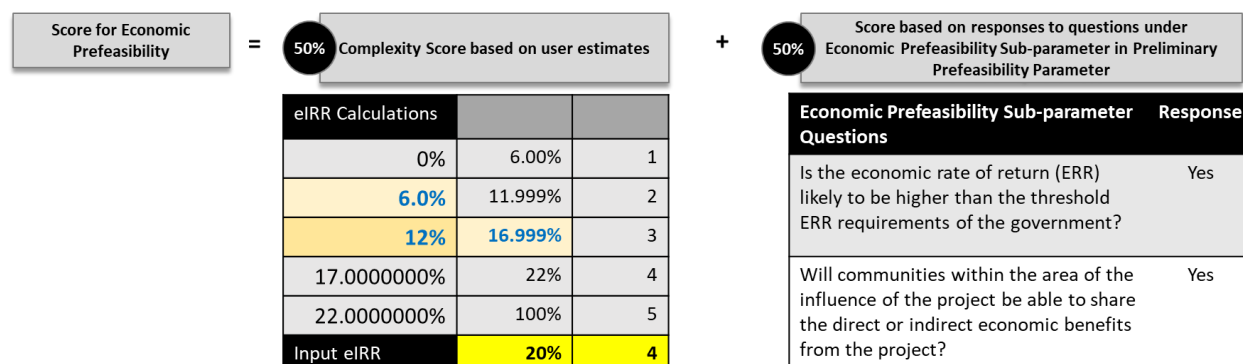 Score for Economic
Prefeasibility
=
50% Complexity Score based on user estimates
+
50%
Score based on responses to questions under
Economic Prefeasibility Sub-parameter in Preliminary
Prefeasibility Parameter
eIRR Calculations
0% 6.00% 1
6.0% 11.999% 2
12% 16.999% 3
17.0000000% 22% 4
22.0000000% 100% 5
Input eIRR 20% 4
Economic Prefeasibility Sub-parameter Response
Questions
Is the economic rate of return (ERR) Yes
likely to be higher than the threshold
ERR requirements of the government?
Will communities within the area of the Yes
influence of the project be able to share
the direct or indirect economic benefits
from the project?